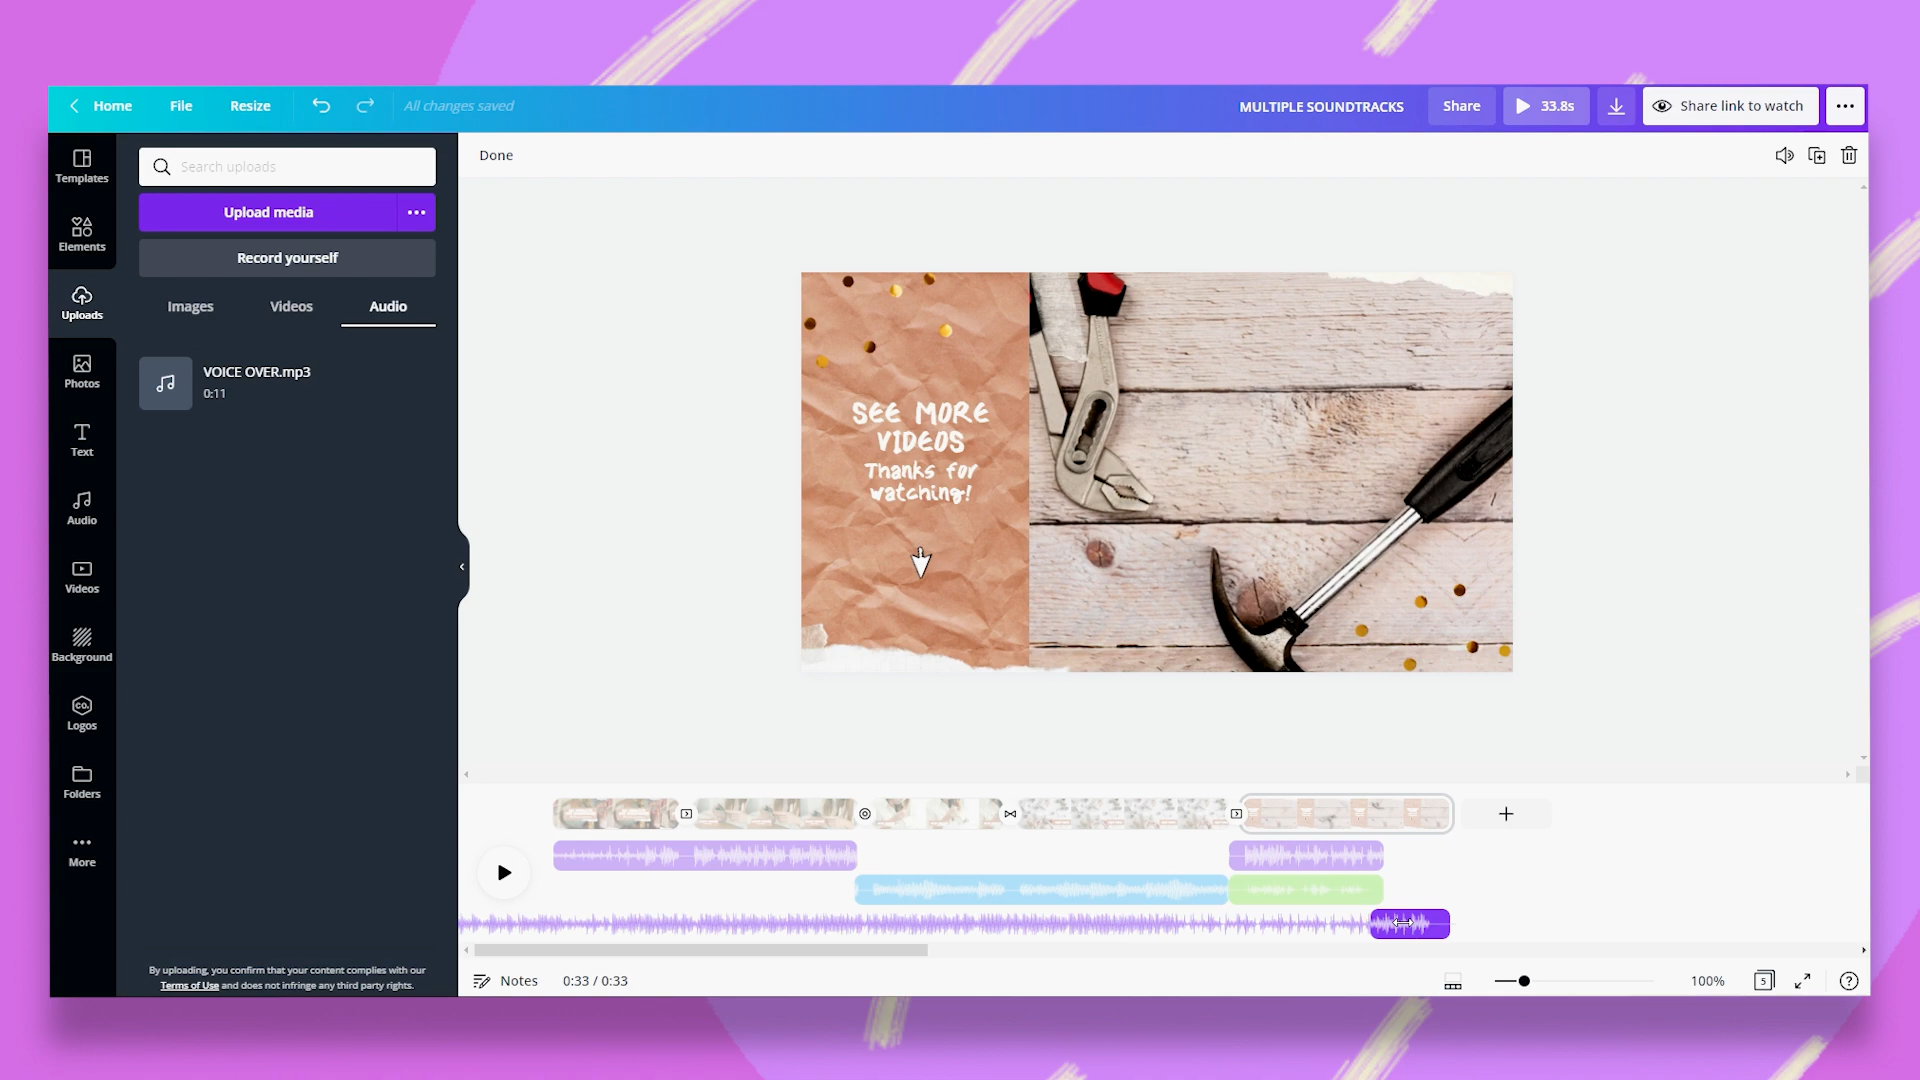 Home File Resize All changes saved MULTIPLE SOUNDTRACKS Share 33.8s Share link to watch
Templates
Elements
Uploads
Photos
Text
Audio
Videos
Background
CO.
Logos
Folders
More
Search uploads
Upload media
Record yourself
Images Videos Audio
VOICE OVER.mp3
0:11
By uploading, you confirm that your content complies with our
Terms of Use and does not infringe any third party rights.
Done
SEE MORE
VIDEOS
Thanks for
watching!
Notes 0:33 / 0:33 100% 5